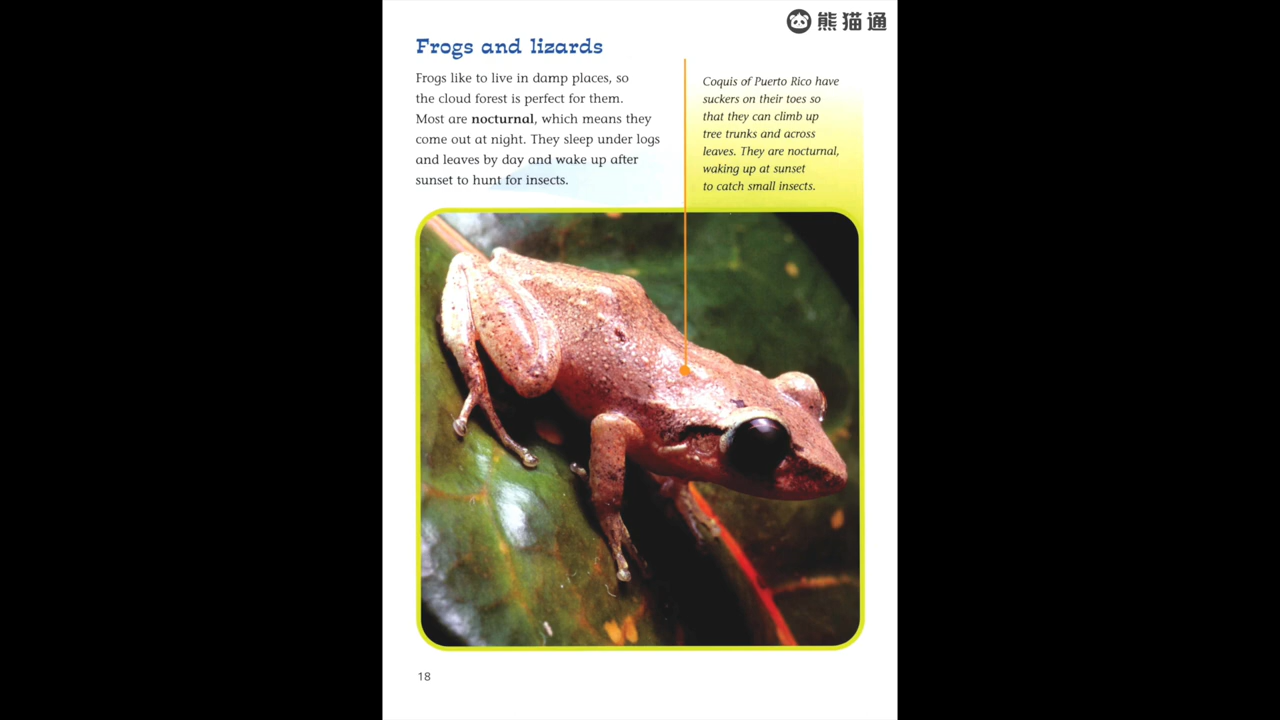 熊猫通
Frogs and lizards
Frogs like to live in damp places, so
the cloud forest is perfect for them.
Most are nocturnal, which means they
come out at night. They sleep under logs
and leaves by day and wake up after
sunset to hunt for insects.
Coquis of Puerto Rico have
suckers on their toes so
that they can climb up
tree trunks and across
leaves. They are nocturnal,
waking up at sunset
to catch small insects.
18